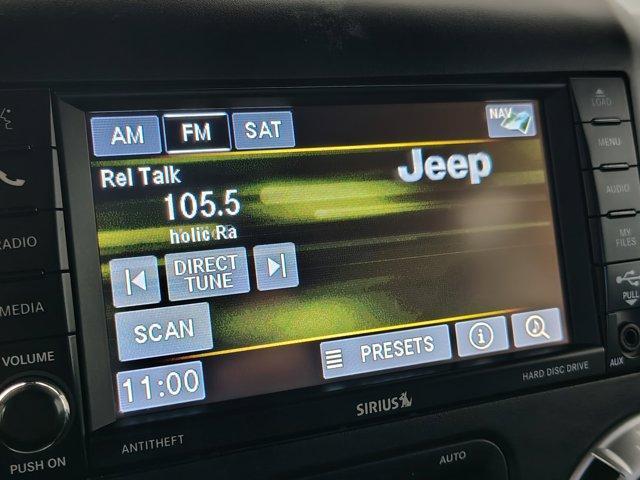 AM FM SAT NAV
Jeep
Rel Talk
105.5
holic Ra
DIRECT
TUNE
SCAN
PRESETS
11:00
RADIO
MEDIA
VOLUME
PUSH ON
ANTITHEFT
SIRIUS
HARD DISC DRIVE
AUTO
LOAD
MENU
AUDIO
MY
FILES
PULL
AUX